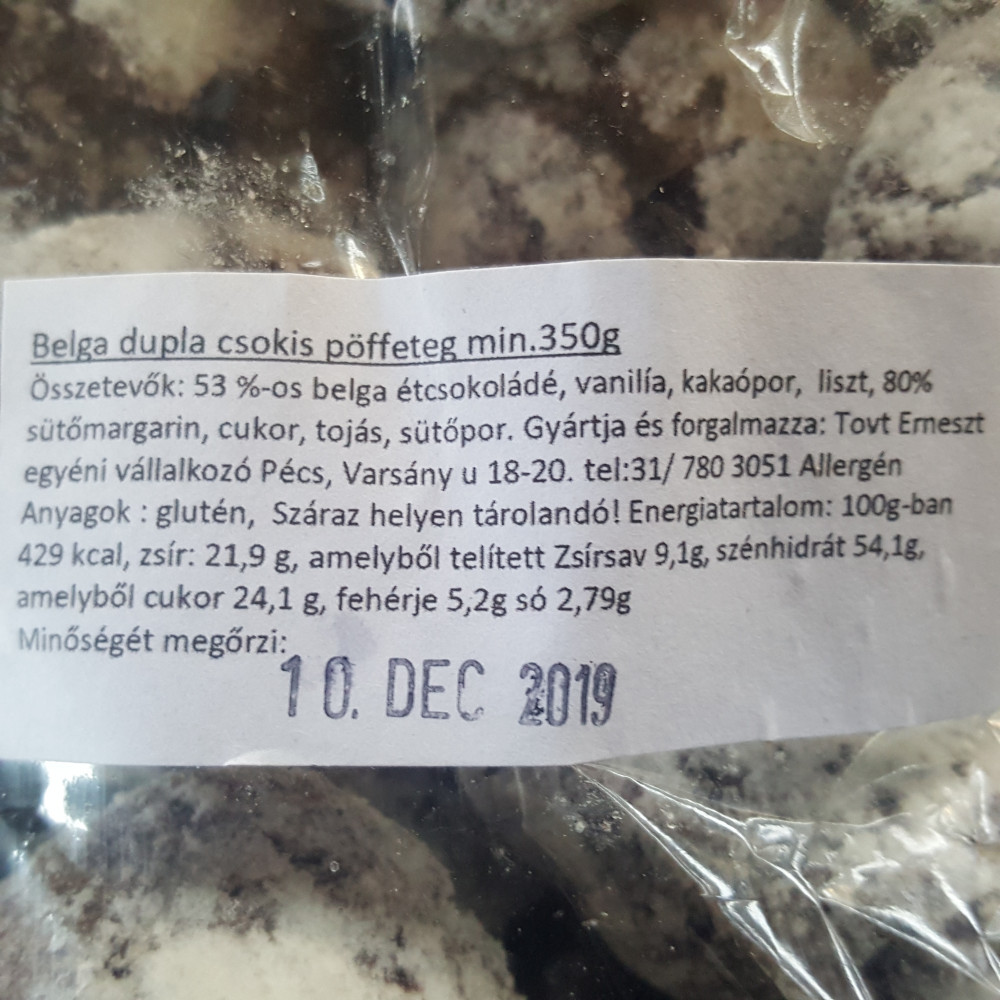 Belga dupla csokis pöffeteg min.350g
Összetevők: 53 %-os belga étcsokoládé, vanilía, kakaópor, liszt, 80%
sütőmargarin, cukor, tojás, sütőpor. Gyártja és forgalmazza: Tovt Erneszt
egyéni vállalkozó Pécs, Varsány u 18-20. tel:31/ 780 3051 Allergén
Anyagok : glutén, Száraz helyen tárolandó! Energiatartalom: 100g-ban
429 kcal, zsír: 21,9 g, amelyből telített Zsírsav 9,1g, szénhidrát 54,1g,
amelyből cukor 24,1 g, fehérje 5,2g só 2,79g
Minőségét megőrzi:
10. DEC 2019